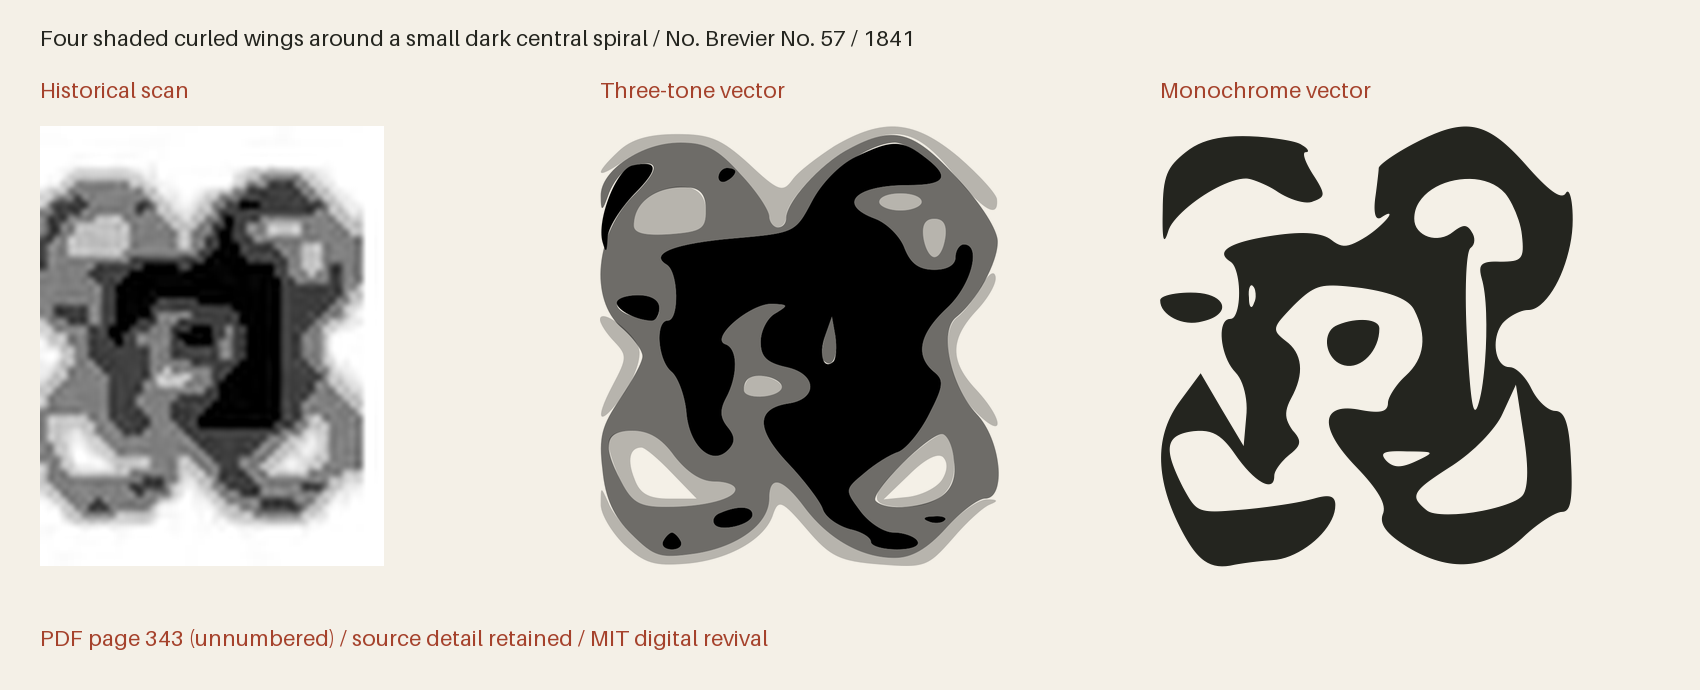 Four shaded curled wings around a small dark central spiral / No. Brevier No. 57 / 1841
Historical scan
Three-tone vector
Monochrome vector
PDF page 343 (unnumbered) / source detail retained / MIT digital revival